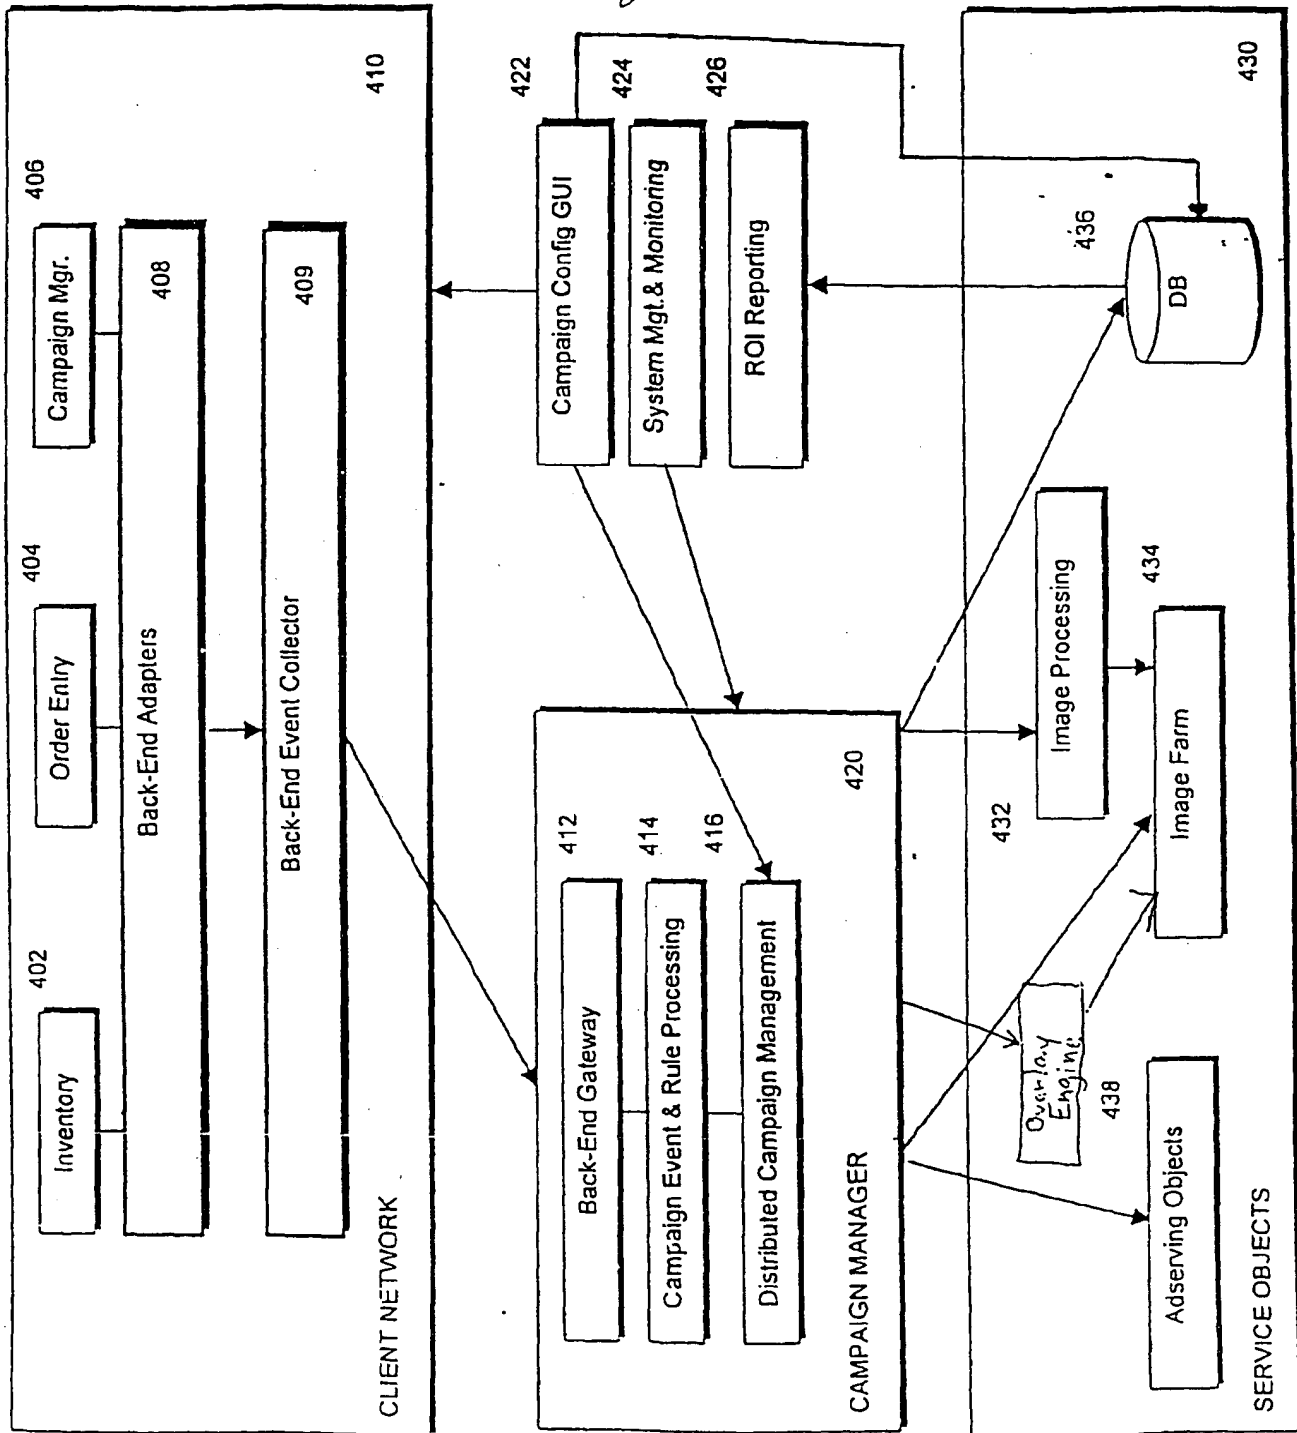 402
404
406
Inventory
Order Entry
Campaign Mgr.
Back-End Adapters
408
Back-End Event Collector
409
CLIENT NETWORK
410
412
Back-End Gateway
414
Campaign Event & Rule Processing
416
Distributed Campaign Management
CAMPAIGN MANAGER
420
422
Campaign Config GUI
424
System Mgt.& Monitoring
426
ROI Reporting
432
Image Processing
436
DB
Overlay
Engine
438
434
Image Farm
Adserving Objects
SERVICE OBJECTS
430